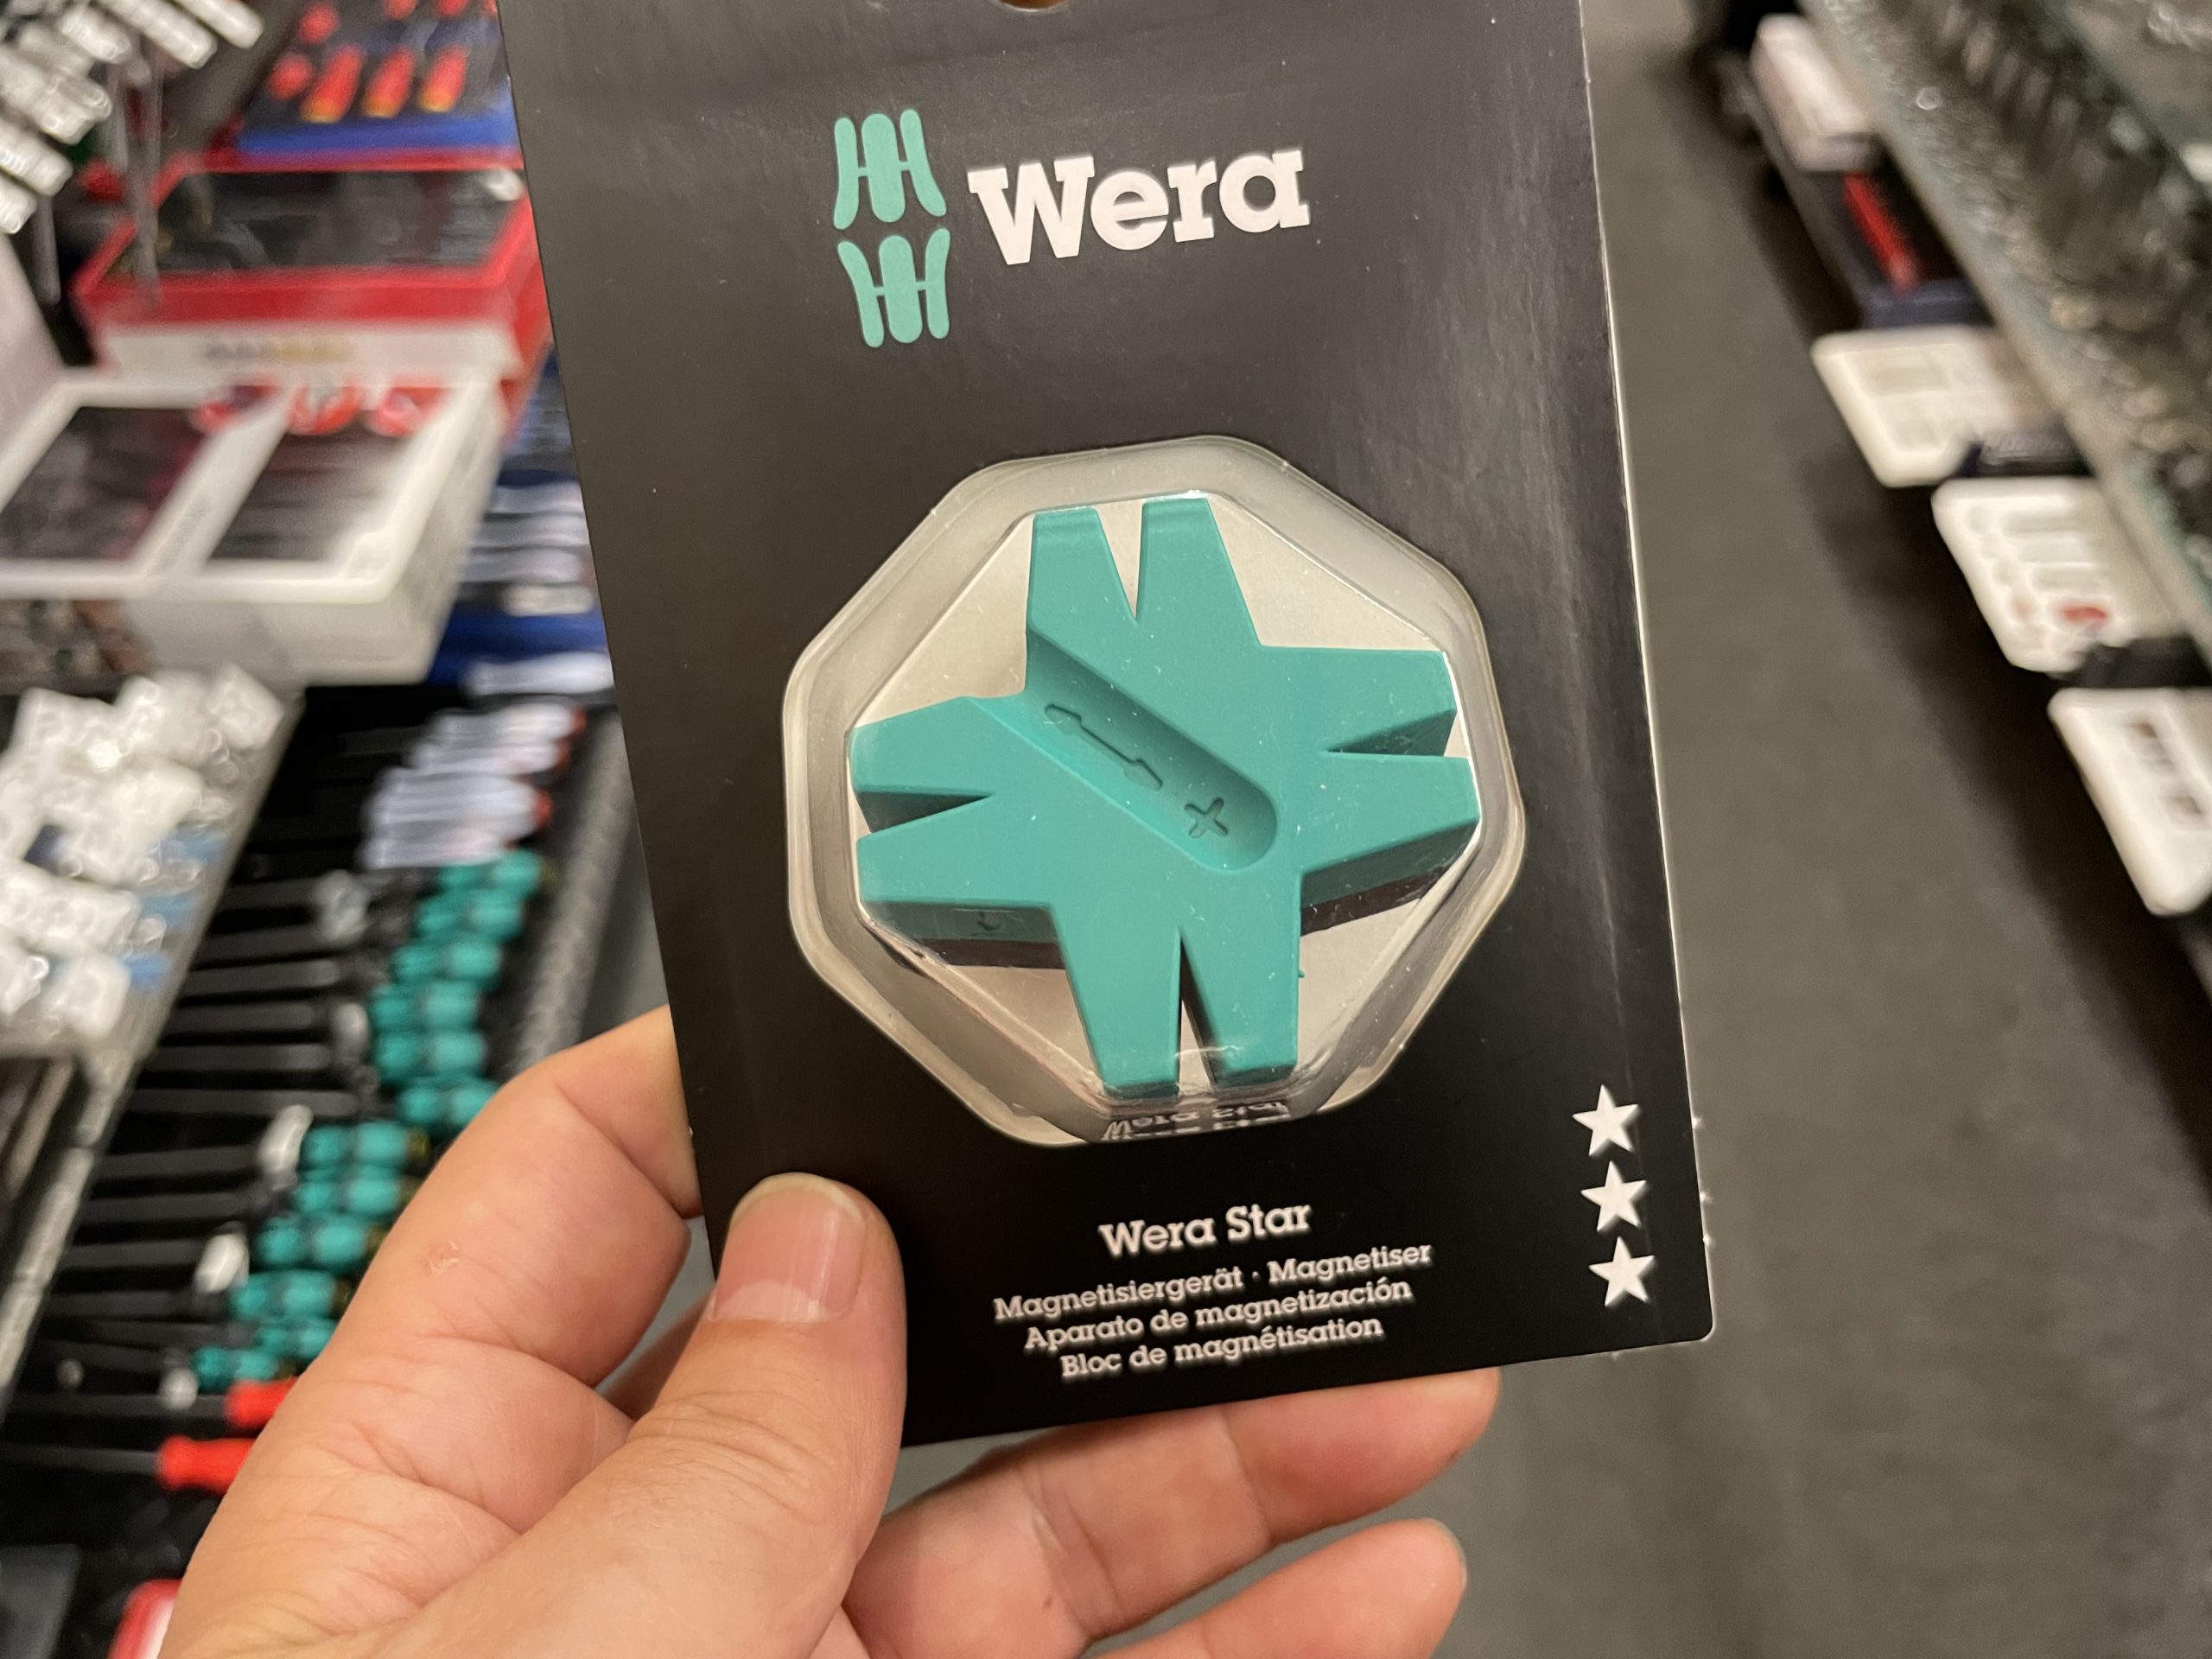 Wera
+
Wera Star
Magnetisiergerät · Magnetiser
Aparato de magnetización
Bloc de magnétisation